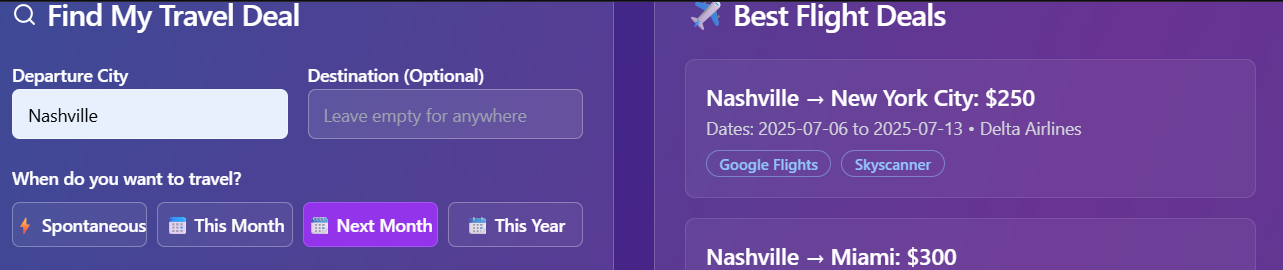 Find My Travel Deal
Departure City
Destination (Optional)
Nashville
Leave empty for anywhere
When do you want to travel?
Spontaneous
This Month
Next Month
This Year
Best Flight Deals
Nashville → New York City: $250
Dates: 2025-07-06 to 2025-07-13 • Delta Airlines
Google Flights
Skyscanner
Nashville → Miami: $300